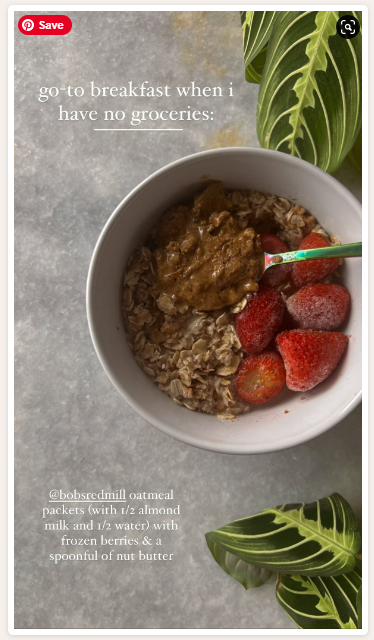 Save
go-to breakfast when i
have no groceries:
@bobsredmill oatmeal
packets (with 1/2 almond
milk and 1/2 water) with
frozen berries & a
spoonful of nut butter